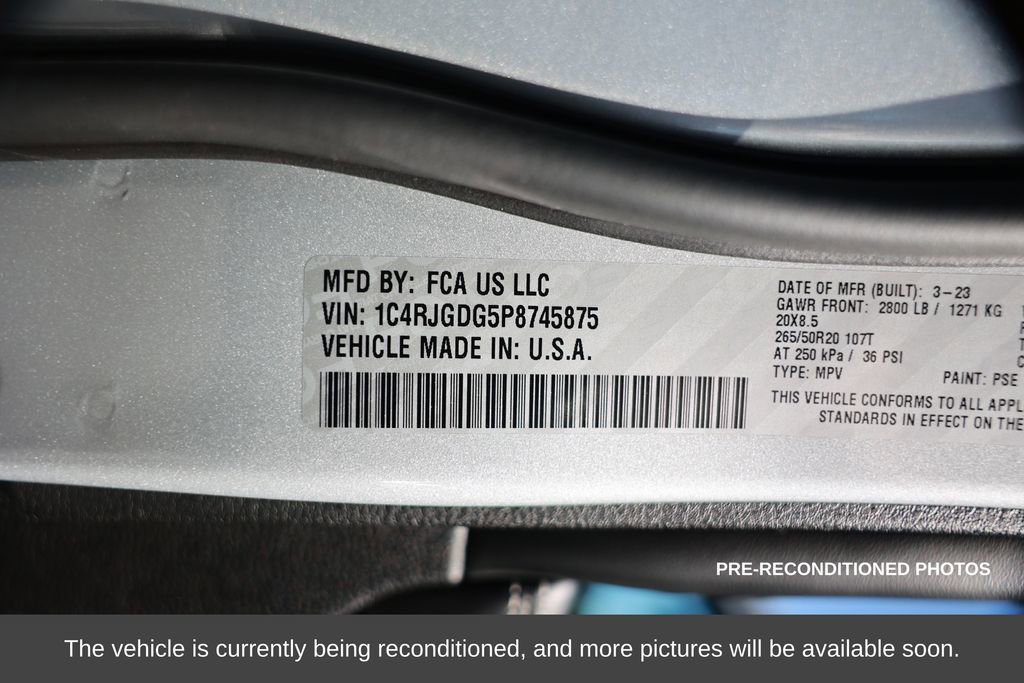 MFD BY: FCA US LLC
VIN: 1C4RJGDG5P8745875
VEHICLE MADE IN: U.S.A.
DATE OF MFR (BUILT): 3-23
GAWR FRONT: 2800 LB / 1271 KG
20X8.5
265/50R20 107T
AT 250 kPa / 36 PSI
TYPE: MPV
PAINT: PSE
THIS VEHICLE CONFORMS TO ALL APPL
STANDARDS IN EFFECT ON THE
PRE-RECONDITIONED PHOTOS
The vehicle is currently being reconditioned, and more pictures will be available soon.